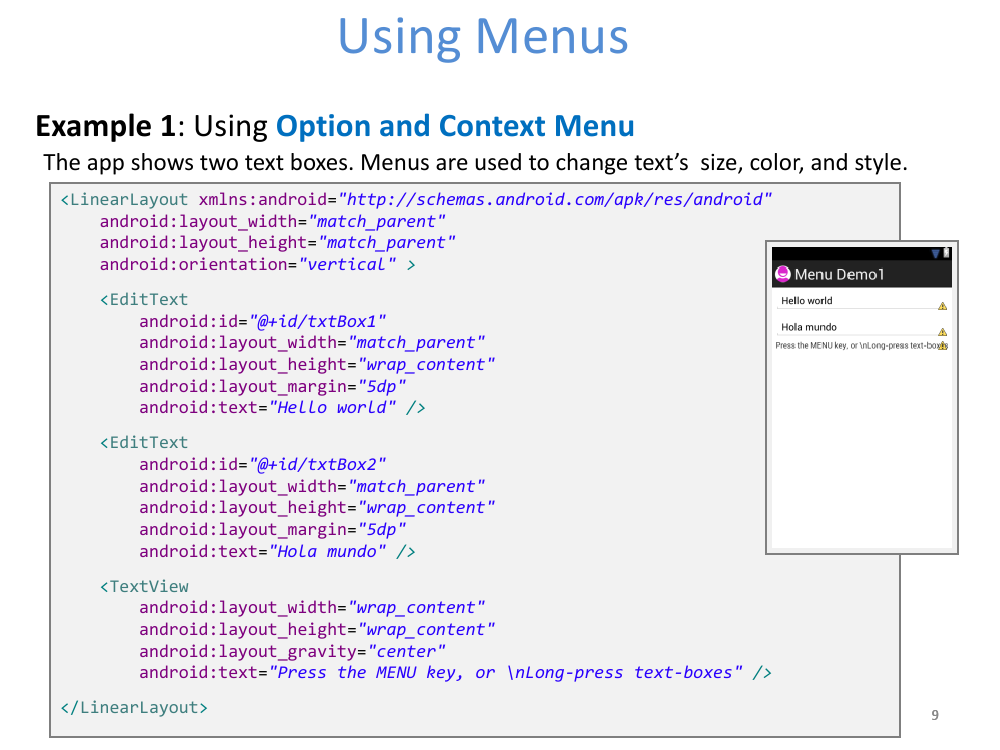 Using Menus
Example 1: Using Option and Context Menu
The app shows two text boxes. Menus are used to change text’s  size, color, and style.
<LinearLayout xmlns:android="http://schemas.android.com/apk/res/android"
    android:layout_width="match_parent"
    android:layout_height="match_parent"
    android:orientation="vertical" >
    <EditText
        android:id="@+id/txtBox1"
        android:layout_width="match_parent"
        android:layout_height="wrap_content"
        android:layout_margin="5dp"
        android:text="Hello world" />
    <EditText
        android:id="@+id/txtBox2"
        android:layout_width="match_parent"
        android:layout_height="wrap_content"
        android:layout_margin="5dp"
        android:text="Hola mundo" />
    <TextView
        android:layout_width="wrap_content"
        android:layout_height="wrap_content"
        android:layout_gravity="center"
        android:text="Press the MENU key, or \nLong-press text-boxes" />
</LinearLayout>
Menu Demo1
Hello world
Holla mundo
Press the MENU key, or \nLong-press text-boxes
9